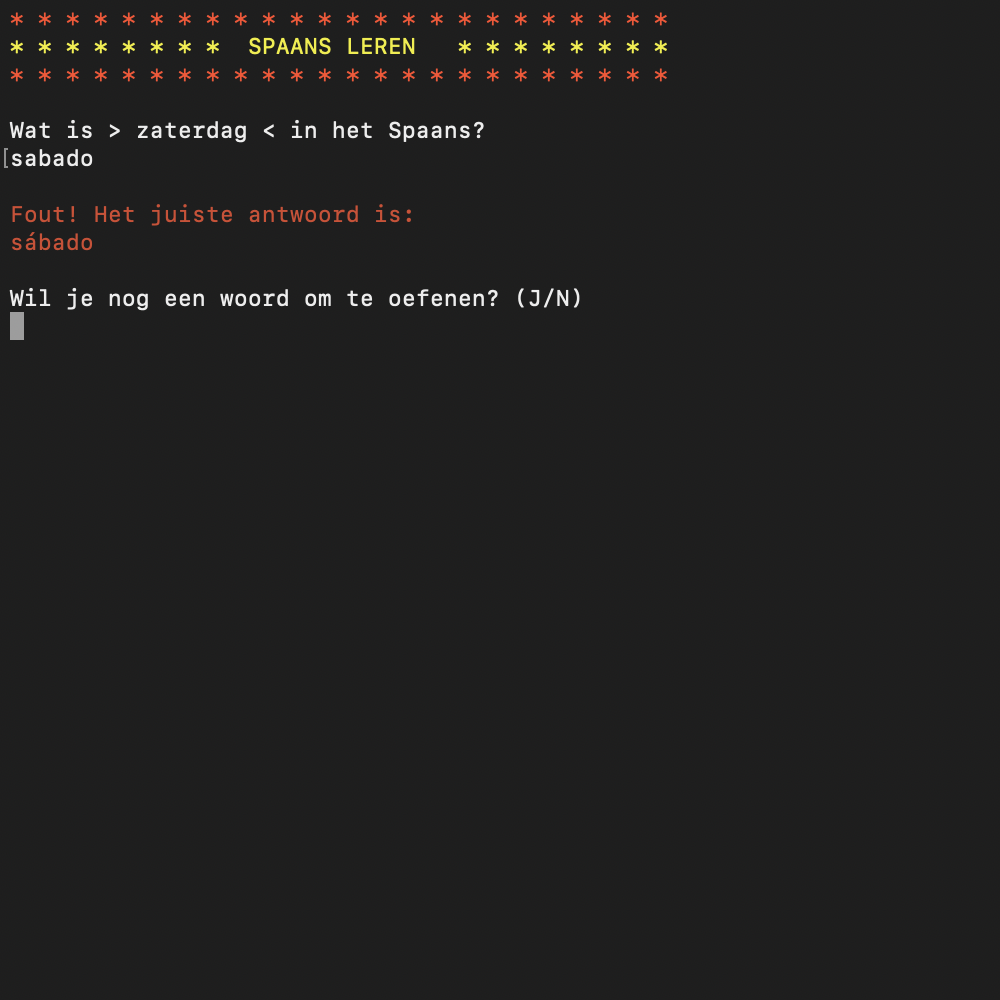 * * * * * * * * * * * * * * * * * * * * * * * *
* * * * * * * * SPAANS LEREN * * * * * * * *
* * * * * * * * * * * * * * * * * * * * * * * *
Wat is > zaterdag < in het Spaans?
[sabado
Fout! Het juiste antwoord is:
sábado
Wil je nog een woord om te oefenen? (J/N)